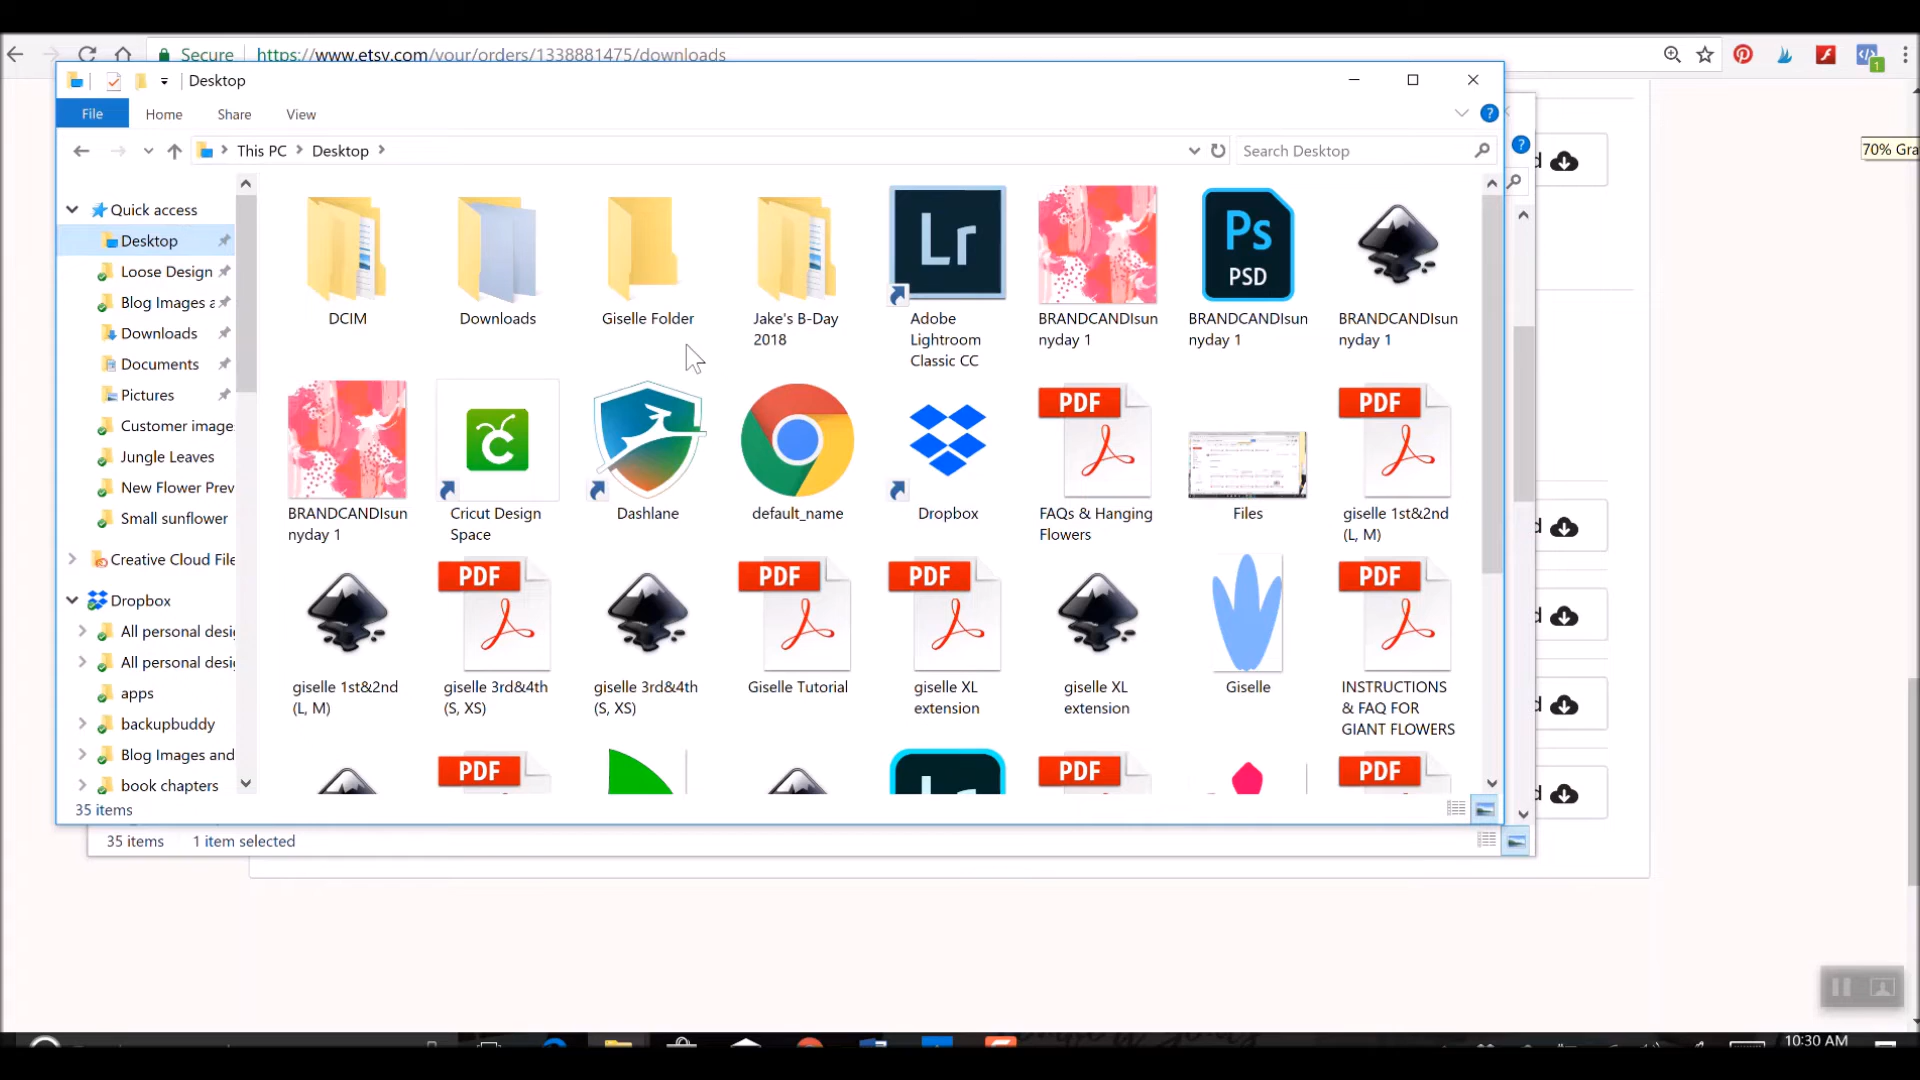 Secure
https://www.etsy.com/your/orders/1338881475/downloads
1
Desktop
File
Home
Share
View
This PC
Desktop
Search Desktop
70% Gra
Quick access
Desktop
Loose Design
Blog Images a
Downloads
Documents
Pictures
Customer image
Jungle Leaves
New Flower Prev
Small sunflower
Creative Cloud File
Dropbox
All personal desi
All personal desi
apps
backupbuddy
Blog Images and
book chapters
DCIM
Downloads
Giselle Folder
Jake's B-Day
2018
Lr
Adobe
Lightroom
Classic CC
BRANDCANDIsun
nyday 1
Ps
PSD
BRANDCANDIsun
nyday 1
BRANDCANDIsun
nyday 1
BRANDCANDIsun
nyday 1
Cricut Design
Space
Dashlane
default_name
Dropbox
PDF
FAQs & Hanging
Flowers
Files
PDF
giselle 1st&2nd
(L, M)
giselle 1st&2nd
(L, M)
PDF
giselle 3rd&4th
(S, XS)
giselle 3rd&4th
(S, XS)
PDF
Giselle Tutorial
PDF
giselle XL
extension
giselle XL
extension
Giselle
PDF
INSTRUCTIONS
& FAQ FOR
GIANT FLOWERS
PDF
PDF
PDF
35 items
35 items
1 item selected
10:30 AM